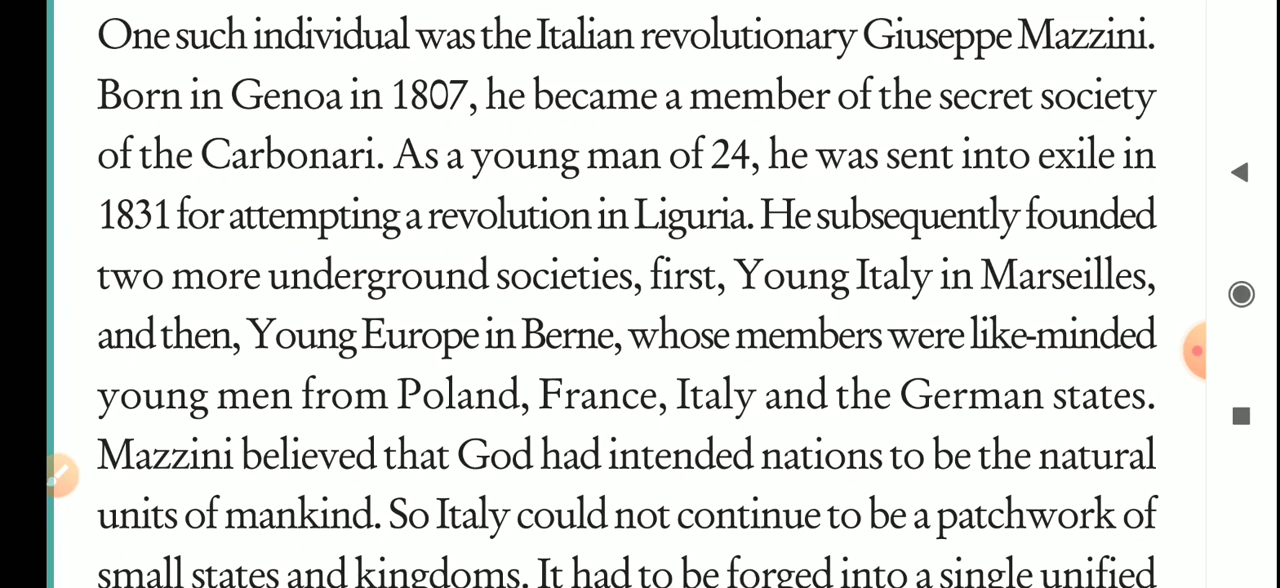 One such individual was the Italian revolutionary Giuseppe Mazzini.
Born in Genoa in 1807, he became a member of the secret society
of the Carbonari. As a young man of 24, he was sent into exile in
1831 for attempting a revolution in Liguria. He subsequently founded
two more underground societies, first, Young Italy in Marseilles,
and then, Young Europe in Berne, whose members were like-minded
young men from Poland, France, Italy and the German states.
Mazzini believed that God had intended nations to be the natural
units of mankind. So Italy could not continue to be a patchwork of
small states and kingdoms. It had to be forged into a single unified